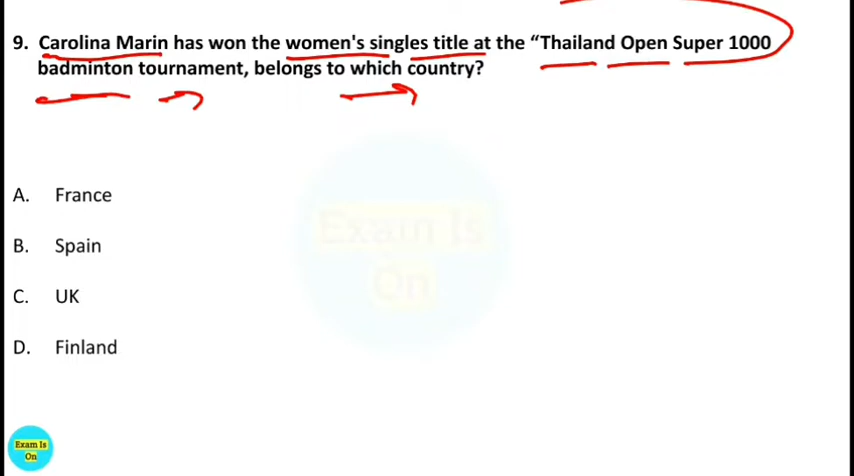 9. Carolina Marin has won the women's singles title at the “Thailand Open Super 1000
badminton tournament, belongs to which country?
A. France
B. Spain
C. UK
D. Finland
Exam Is
On
Exam Is
On